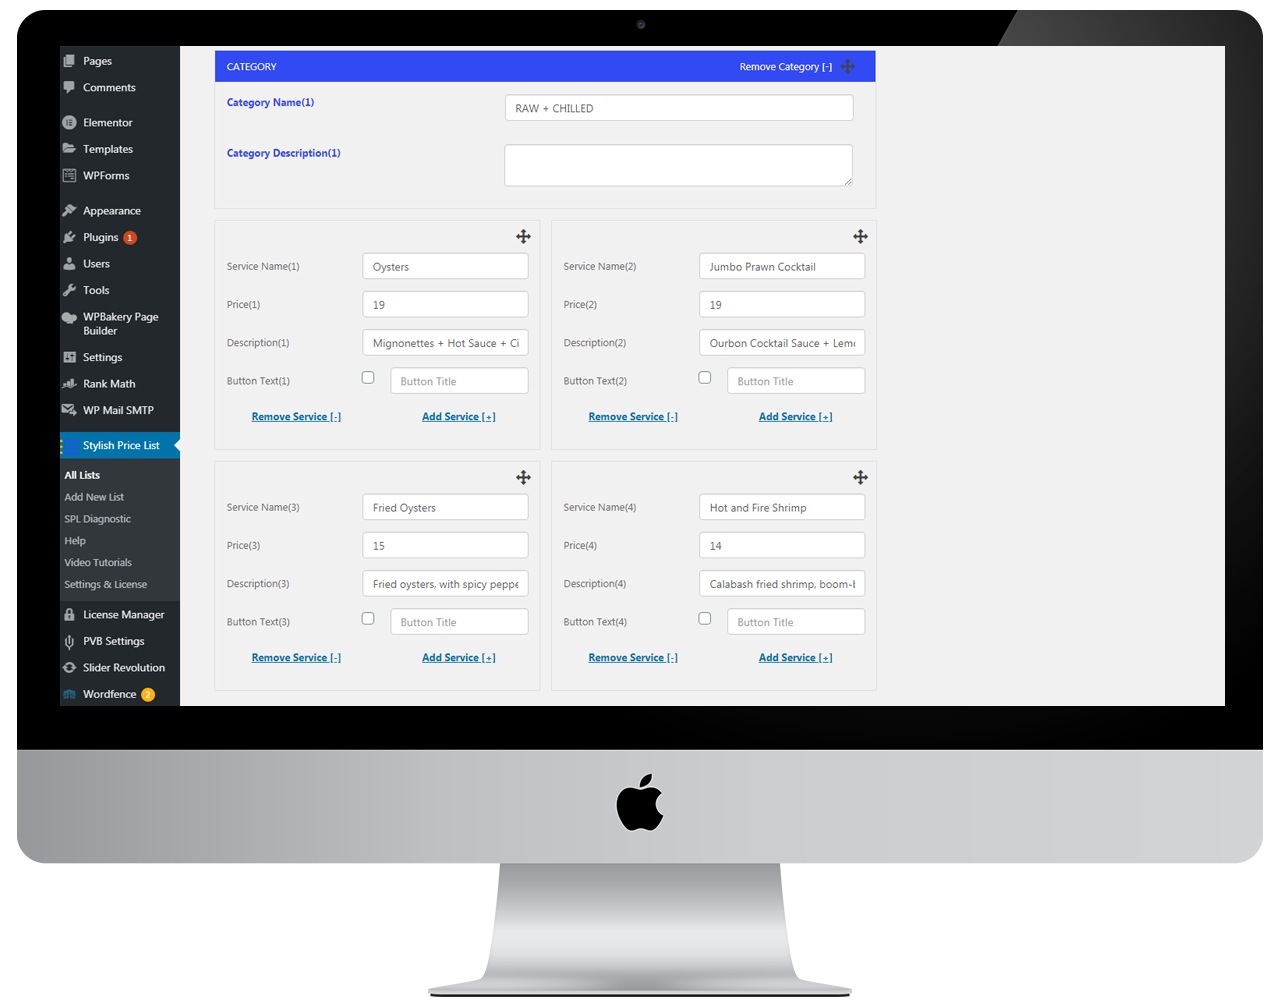 Pages
Comments
Elementor
Templates
WPForms
Appearance
Plugins 1
Users
Tools
WPBakery Page
Builder
Settings
Rank Math
WP Mail SMTP
Stylish Price List
All Lists
Add New List
SPL Diagnostic
Help
Video Tutorials
Settings & License
License Manager
PVB Settings
Slider Revolution
Wordfence 2
CATEGORY Remove Category [-]
Category Name(1) RAW + CHILLED
Category Description(1)
Service Name(1) Oysters
Price(1) 19
Description(1) Mignonettes + Hot Sauce + Ci
Button Text(1) Button Title
Remove Service [-] Add Service [+]
Service Name(2) Jumbo Prawn Cocktail
Price(2) 19
Description(2) Ourbon Cocktail Sauce + Lem
Button Text(2) Button Title
Remove Service [-] Add Service [+]
Service Name(3) Fried Oysters
Price(3) 15
Description(3) Fried oysters, with spicy peppe
Button Text(3) Button Title
Remove Service [-] Add Service [+]
Service Name(4) Hot and Fire Shrimp
Price(4) 14
Description(4) Calabash fried shrimp, boom-b
Button Text(4) Button Title
Remove Service [-] Add Service [+]